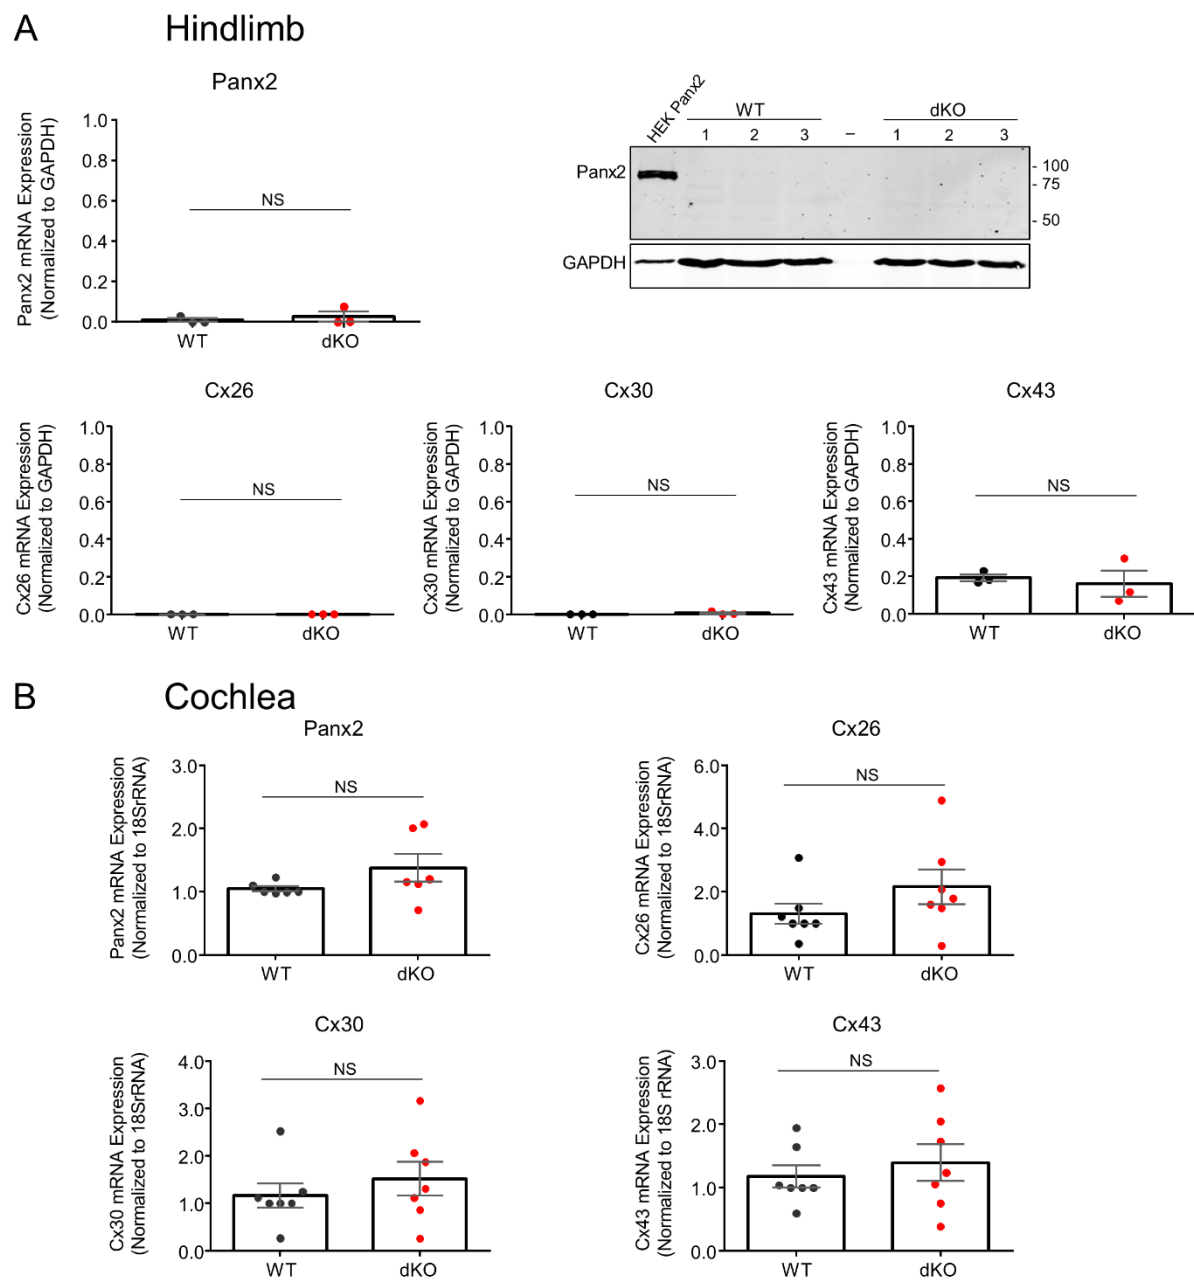 A Hindlimb
Panx2
Panx2 mRNA Expression
(Normalized to GAPDH)
1.0
0.8
0.6
0.4
0.2
0.0
NS
WT dKO
HEK Panx2
WT – dKO
1 2 3 1 2 3
Panx2
- 100
- 75
- 50
GAPDH
Cx26
Cx26 mRNA Expression
(Normalized to GAPDH)
1.0
0.8
0.6
0.4
0.2
0.0
NS
WT dKO
Cx30
Cx30 mRNA Expression
(Normalized to GAPDH)
1.0
0.8
0.6
0.4
0.2
0.0
NS
WT dKO
Cx43
Cx43 mRNA Expression
(Normalized to GAPDH)
1.0
0.8
0.6
0.4
0.2
0.0
NS
WT dKO
B Cochlea
Panx2
Panx2 mRNA Expression
(Normalized to 18SrRNA)
3.0
2.0
1.0
0.0
NS
WT dKO
Cx26
Cx26 mRNA Expression
(Normalized to 18SrRNA)
6.0
4.0
2.0
0.0
NS
WT dKO
Cx30
Cx30 mRNA Expression
(Normalized to 18SrRNA)
4.0
3.0
2.0
1.0
0.0
NS
WT dKO
Cx43
Cx43 mRNA Expression
(Normalized to 18S rRNA)
3.0
2.0
1.0
0.0
NS
WT dKO